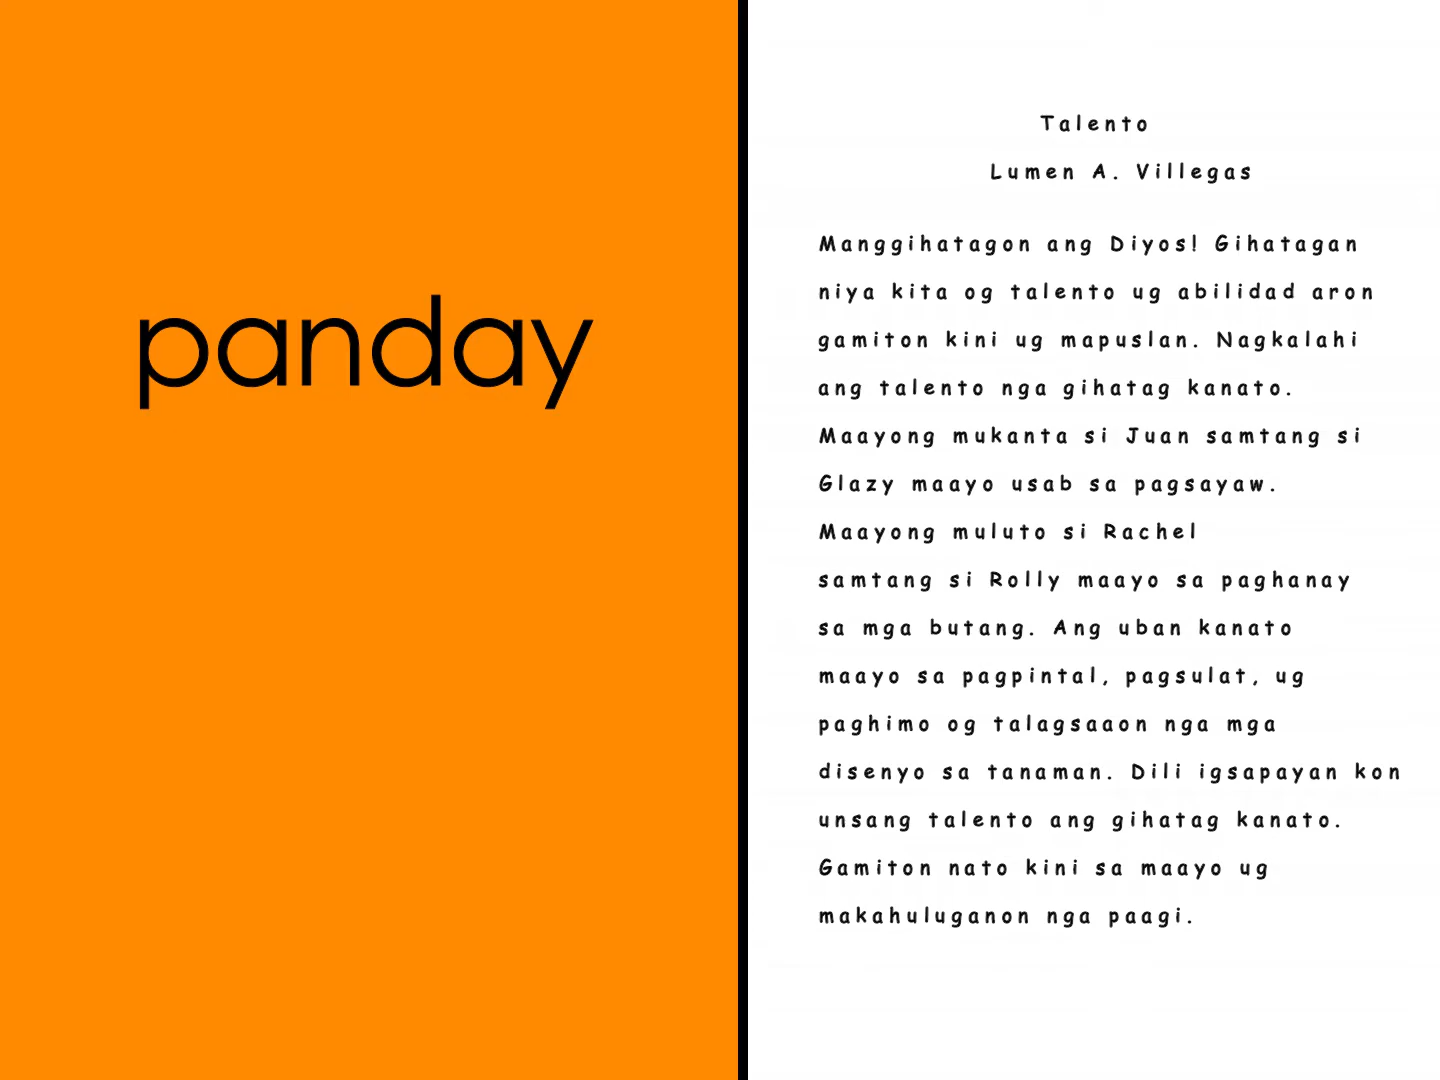 panday
Talento
Lumen A. Villegas
Manggihatagon ang Diyos! Gihatagan
niya kita og talento ug abilidad aron
gamiton kini ug mapuslan. Nagkalahi
ang talento nga gihatag kanato.
Maayong mukanta si Juan samtang si
Glazy maayo usab sa pagsayaw.
Maayong muluto si Rachel
samtang si Rolly maayo sa paghanay
sa mga butang. Ang uban kanato
maayo sa pagpintal, pagsulat, ug
paghimo og talagsaaon nga mga
disenyo sa tanaman. Dili igsapayan kon
unsang talento ang gihatag kanato.
Gamiton nato kini sa maayo ug
makahuluganon nga paagi.